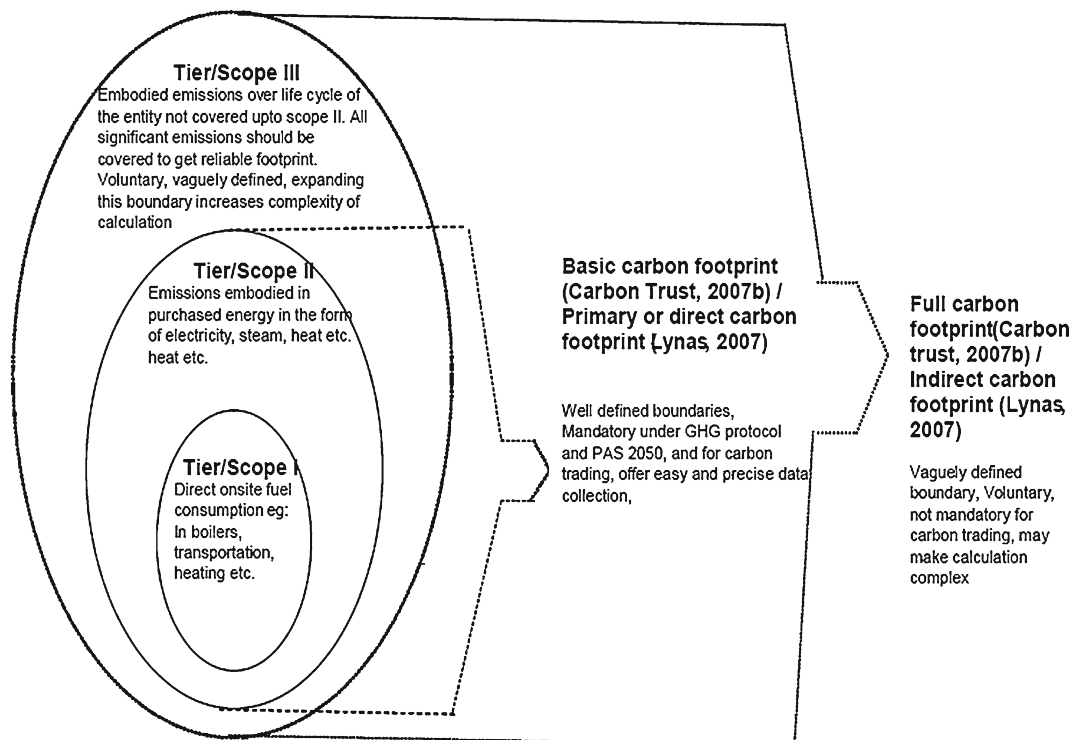 Tier/Scope III
Embodied emissions over life cycle of
the entity not covered upto scope II. All
significant emissions should be
covered to get reliable footprint.
Voluntary, vaguely defined, expanding
this boundary increases complexity of
calculation
Tier/Scope II
Emissions embodied in
purchased energy in the form
of electricity, steam, heat etc.
heat etc.
Tier/Scope I
Direct onsite fuel
consumption eg:
In boilers,
transportation,
heating etc.
Basic carbon footprint
(Carbon Trust, 2007b) /
Primary or direct carbon
footprint (Lynas, 2007)
Well defined boundaries,
Mandatory under GHG protocol
and PAS 2050, and for carbon
trading, offer easy and precise data
collection,
Full carbon
footprint(Carbon
trust, 2007b) /
Indirect carbon
footprint (Lynas,
2007)
Vaguely defined
boundary, Voluntary,
not mandatory for
carbon trading, may
make calculation
complex